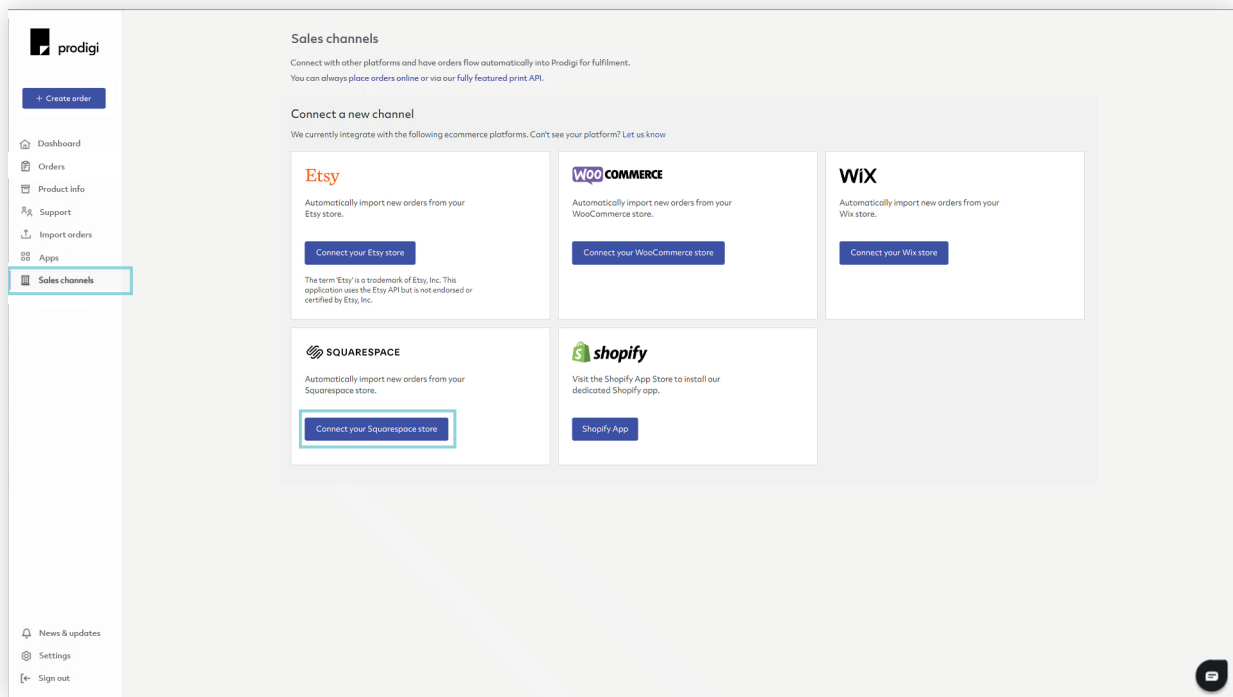 prodigi
+ Create order
Dashboard
Orders
Product info
Support
Import orders
Apps
Sales channels
News & updates
Settings
Sign out
Sales channels
Connect with other platforms and have orders flow automatically into Prodigi for fulfilment.
You can always place orders online or via our fully featured print API.
Connect a new channel
We currently integrate with the following ecommerce platforms. Can't see your platform? Let us know
Etsy
Automatically import new orders from your
Etsy store.
Connect your Etsy store
The term 'Etsy' is a trademark of Etsy, Inc. This
application uses the Etsy API but is not endorsed or
certified by Etsy, Inc.
WOO COMMERCE
Automatically import new orders from your
WooCommerce store.
Connect your WooCommerce store
WiX
Automatically import new orders from your
Wix store.
Connect your Wix store
SQUARESPACE
Automatically import new orders from your
Squarespace store.
Connect your Squarespace store
shopify
Visit the Shopify App Store to install our
dedicated Shopify app.
Shopify App